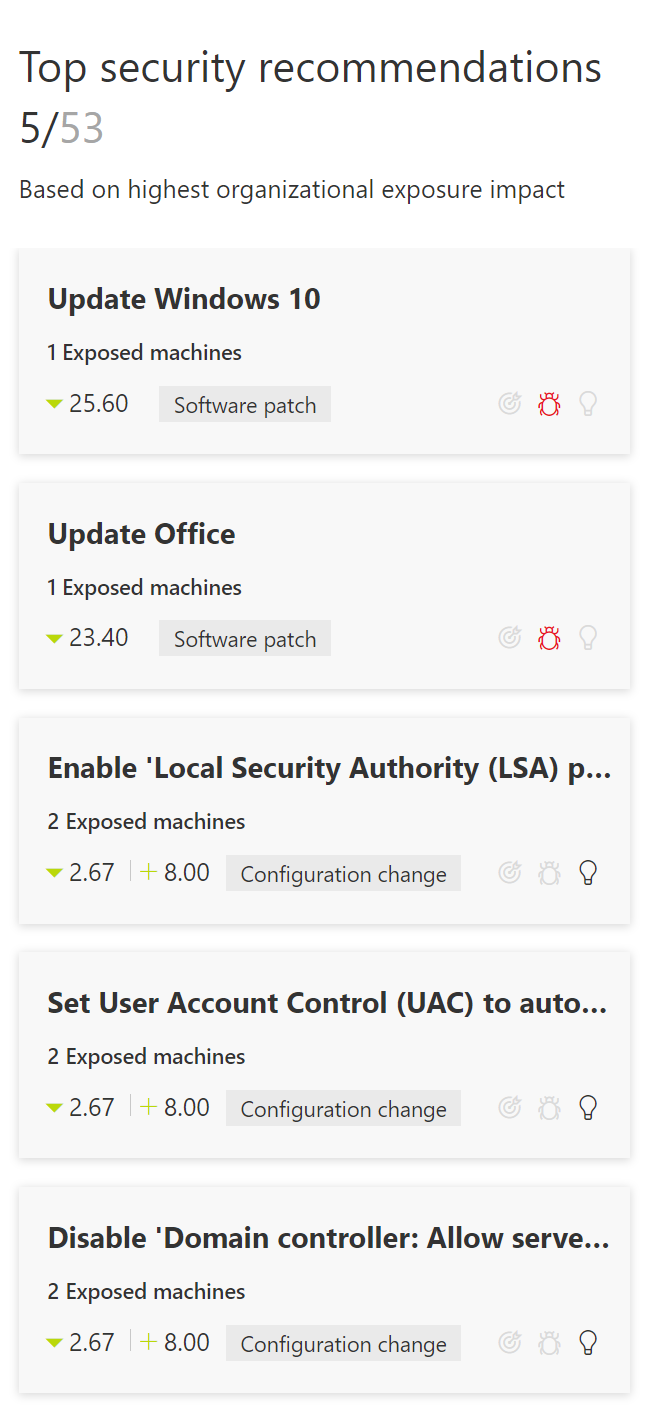 Top security recommendations
5/53
Based on highest organizational exposure impact
Update Windows 10
1 Exposed machines
25.60 Software patch
Update Office
1 Exposed machines
23.40 Software patch
Enable 'Local Security Authority (LSA) p...
2 Exposed machines
2.67 | + 8.00 Configuration change
Set User Account Control (UAC) to auto...
2 Exposed machines
2.67 | + 8.00 Configuration change
Disable 'Domain controller: Allow serve...
2 Exposed machines
2.67 | + 8.00 Configuration change